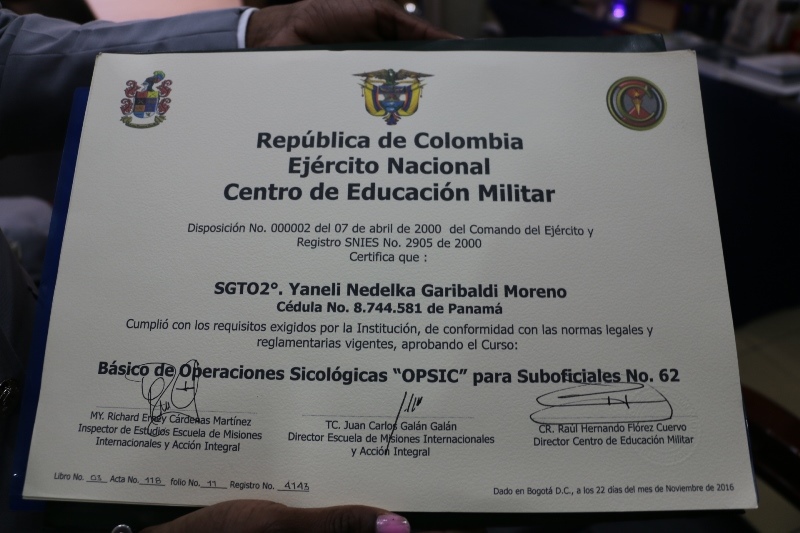 República de Colombia
Ejército Nacional
Centro de Educación Militar
Disposición No. 000002 del 07 de abril de 2000 del Comando del Ejército y
Registro SNIES No. 2905 de 2000
Certifica que :
SGTO2°. Yaneli Nedelka Garibaldi Moreno
Cédula No. 8.744.581 de Panamá
Cumplió con los requisitos exigidos por la Institución, de conformidad con las normas legales y
reglamentarias vigentes, aprobando el Curso:
Básico de Operaciones Sicológicas “OPSIC” para Suboficiales No. 62
MY. Richard Cárdenas Martínez
Inspector de Estudios Escuela de Misiones
Internacionales y Acción Integral
TC. Juan Carlos Galán Galán
Director Escuela de Misiones Internacionales
y Acción Integral
CR. Raúl Hernando Flórez Cuervo
Director Centro de Educación Militar
Libro No. 03 Acta No. 118 folio No. 11 Registro No. 4143
Dado en Bogotá D.C., a los 22 días del mes de Noviembre de 2016